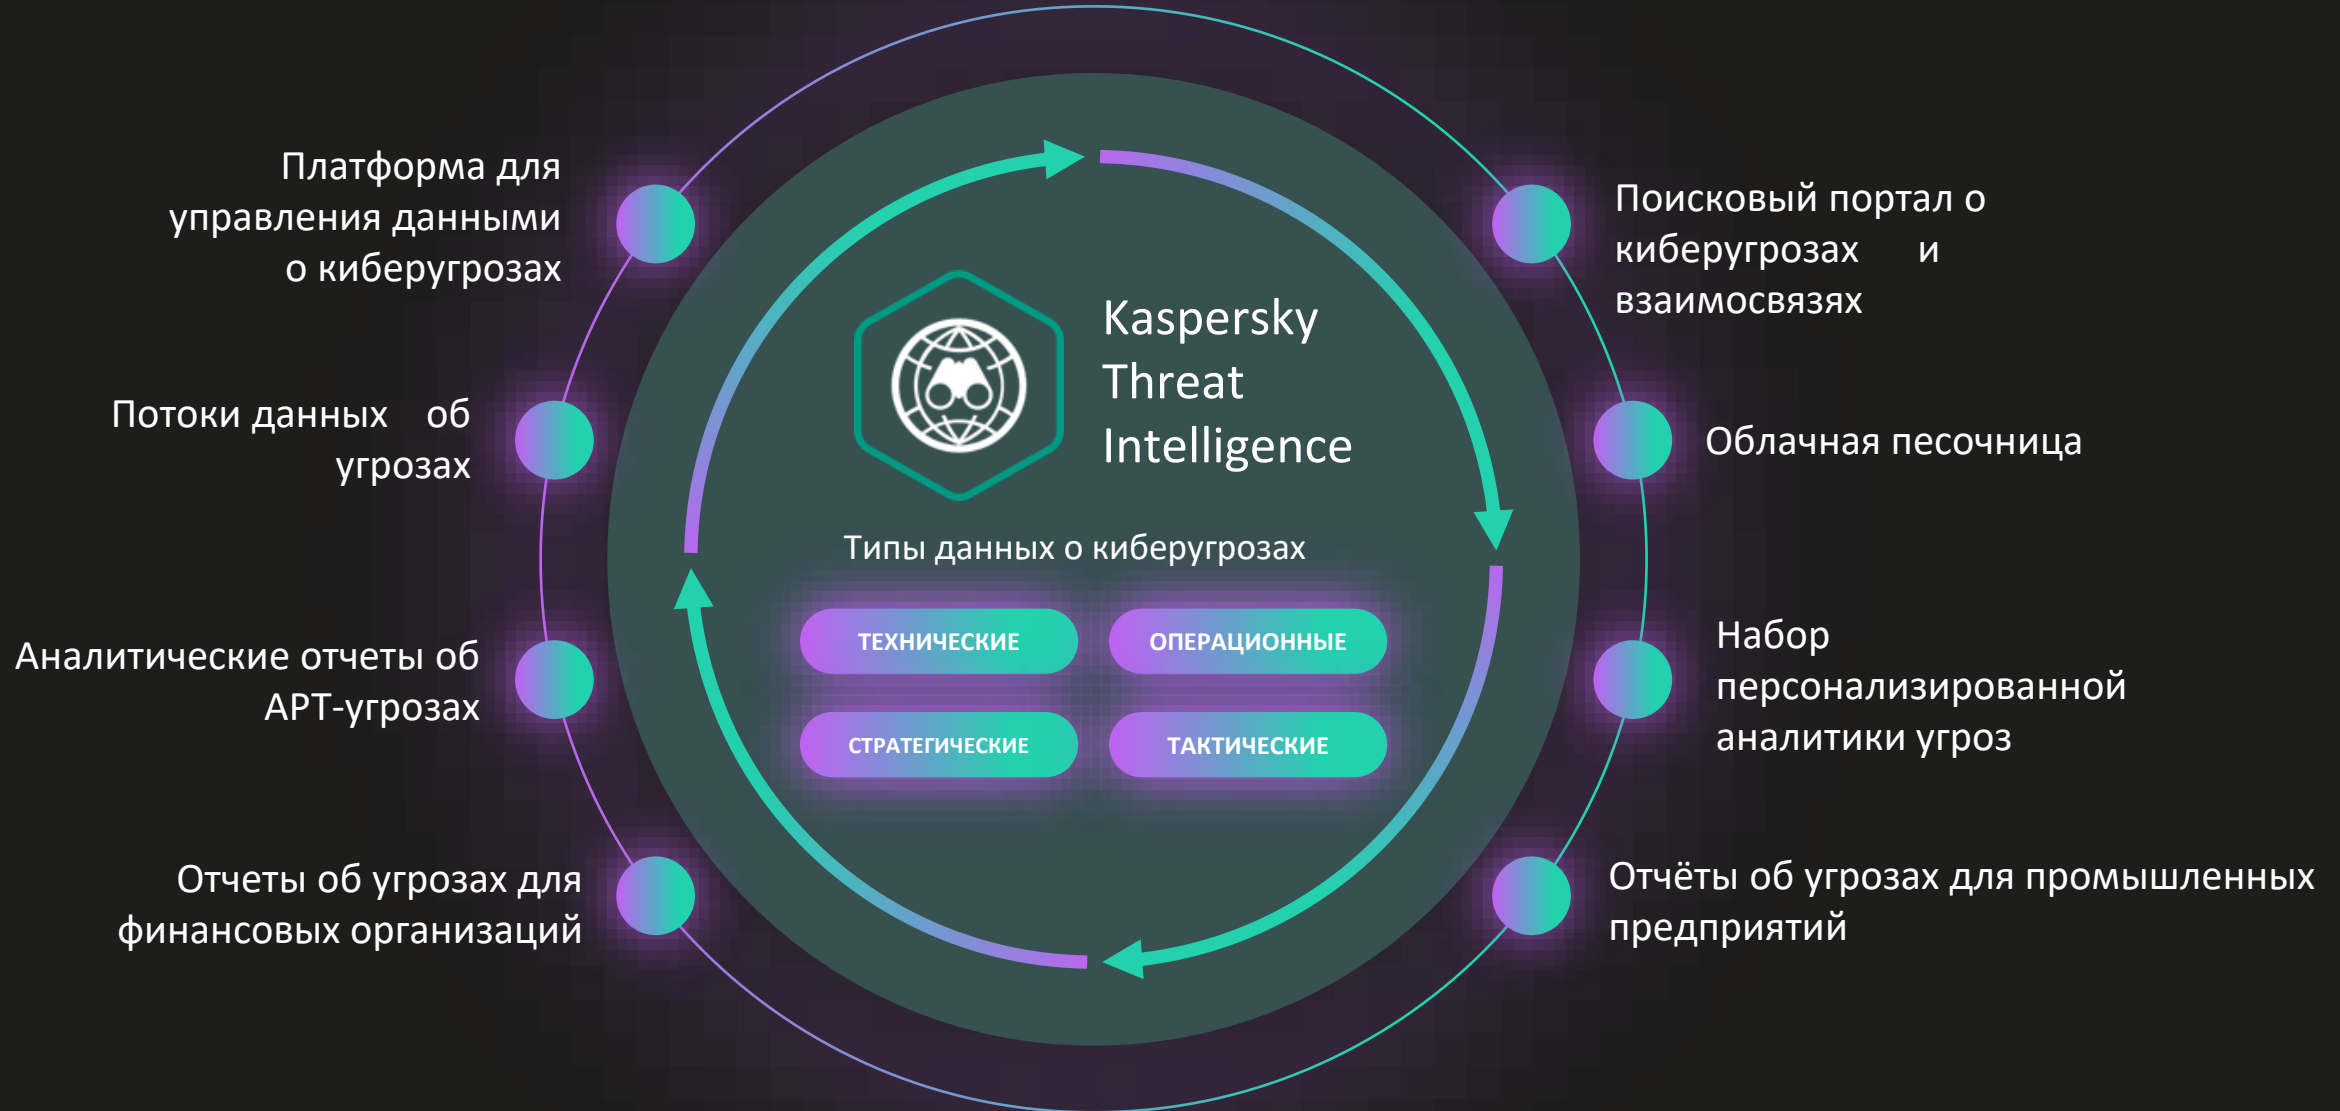 Платформа для
управления данными
о киберугрозах
Потоки данных об
угрозах
Аналитические отчеты об
APT-угрозах
Отчеты об угрозах для
финансовых организаций
Kaspersky
Threat
Intelligence
Типы данных о киберугрозах
ТЕХНИЧЕСКИЕ
ОПЕРАЦИОННЫЕ
СТРАТЕГИЧЕСКИЕ
ТАКТИЧЕСКИЕ
Поисковый портал о
киберугрозах и
взаимосвязях
Облачная песочница
Набор
персонализированной
аналитики угроз
Отчёты об угрозах для промышленных
предприятий